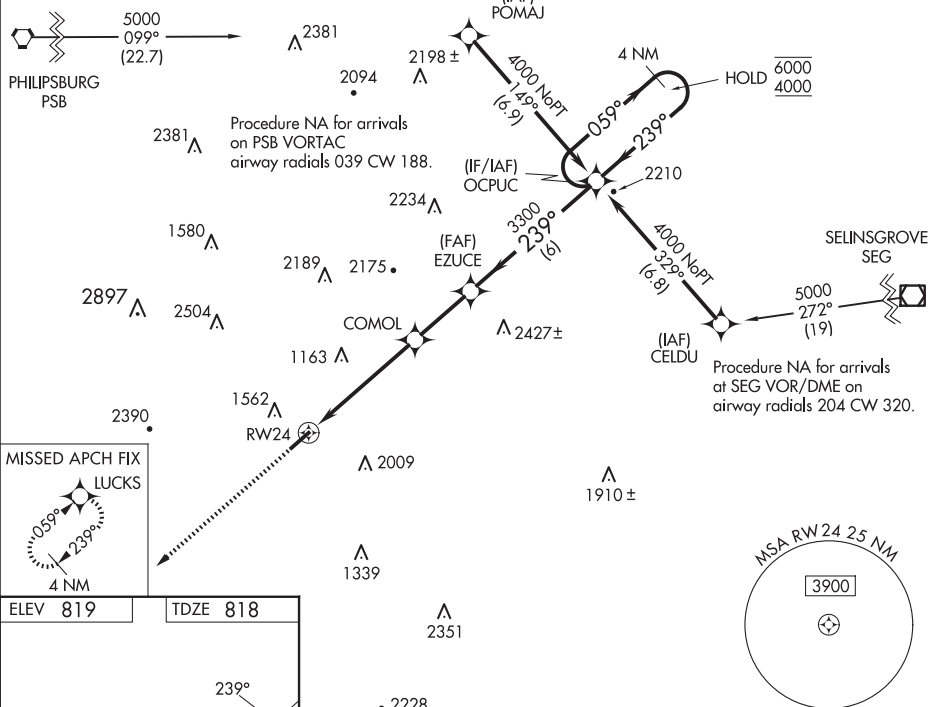 (IAF)
POMAJ
5000
099°
(22.7)
PHILIPSBURG
PSB
2381
2198 ±
2094
4000 NoPT
149°
(6.9)
4 NM
HOLD
6000
4000
059°
239°
Procedure NA for arrivals
on PSB VORTAC
airway radials 039 CW 188.
2381
(IF/IAF)
OCPUC
2210
2234
3300
239°
(6)
1580
(FAF)
EZUCE
2189
2175
4000 NoPT
329°
(6.8)
SELINSGROVE
SEG
5000
272°
(19)
2897
2504
COMOL
2427 ±
(IAF)
CELDU
1163
Procedure NA for arrivals
at SEG VOR/DME on
airway radials 204 CW 320.
1562
2390
RW24
MISSED APCH FIX
LUCKS
059°
239°
4 NM
2009
1910 ±
1339
MSA RW 24 25 NM
3900
ELEV 819
TDZE 818
2351
239°
2228